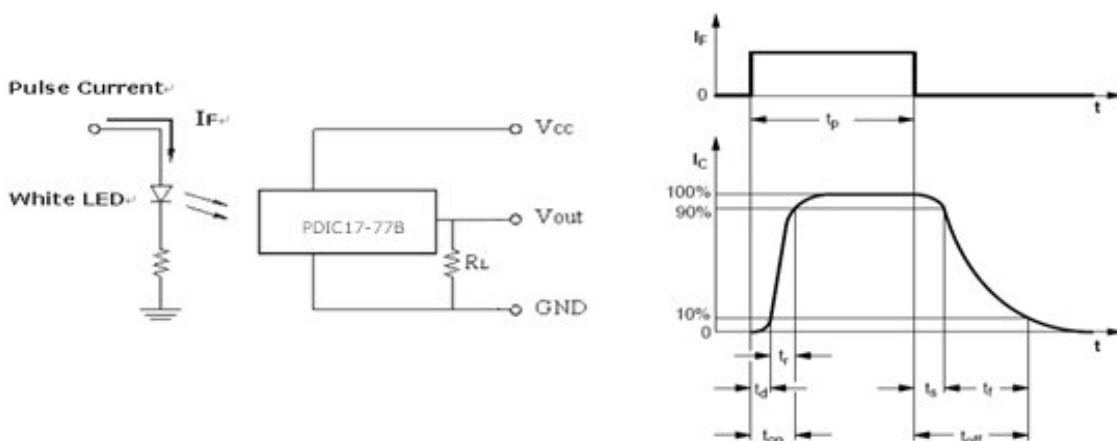 Pulse Current↵
IF↵
White LED↵
PDIC17-77B
Vcc
Vout
RL
GND
IF
0
t
tp
IC
100%
90%
10%
0
t
tr
td
ts
tf
ton
toff